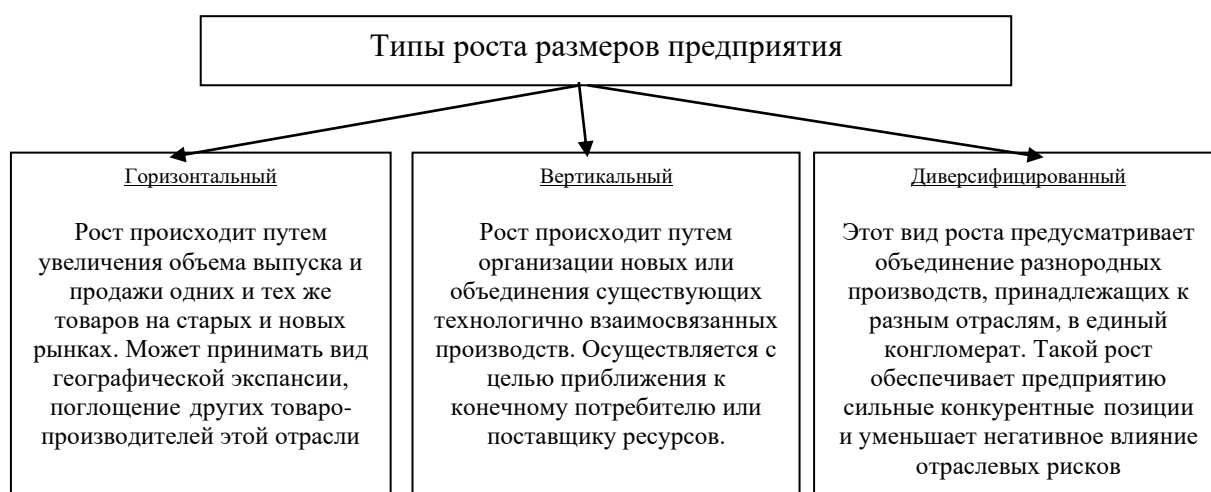 Типы роста размеров предприятия
Горизонтальный
Рост происходит путем
увеличения объема выпуска и
продажи одних и тех же
товаров на старых и новых
рынках. Может принимать вид
географической экспансии,
поглощение других товаро-
производителей этой отрасли
Вертикальный
Рост происходит путем
организации новых или
объединения существующих
технологично взаимосвязанных
производств. Осуществляется с
целью приближения к
конечному потребителю или
поставщику ресурсов.
Диверсифицированный
Этот вид роста предусматривает
объединение разнородных
производств, принадлежащих к
разным отраслям, в единый
конгломерат. Такой рост
обеспечивает предприятию
сильные конкурентные позиции
и уменьшает негативное влияние
отраслевых рисков